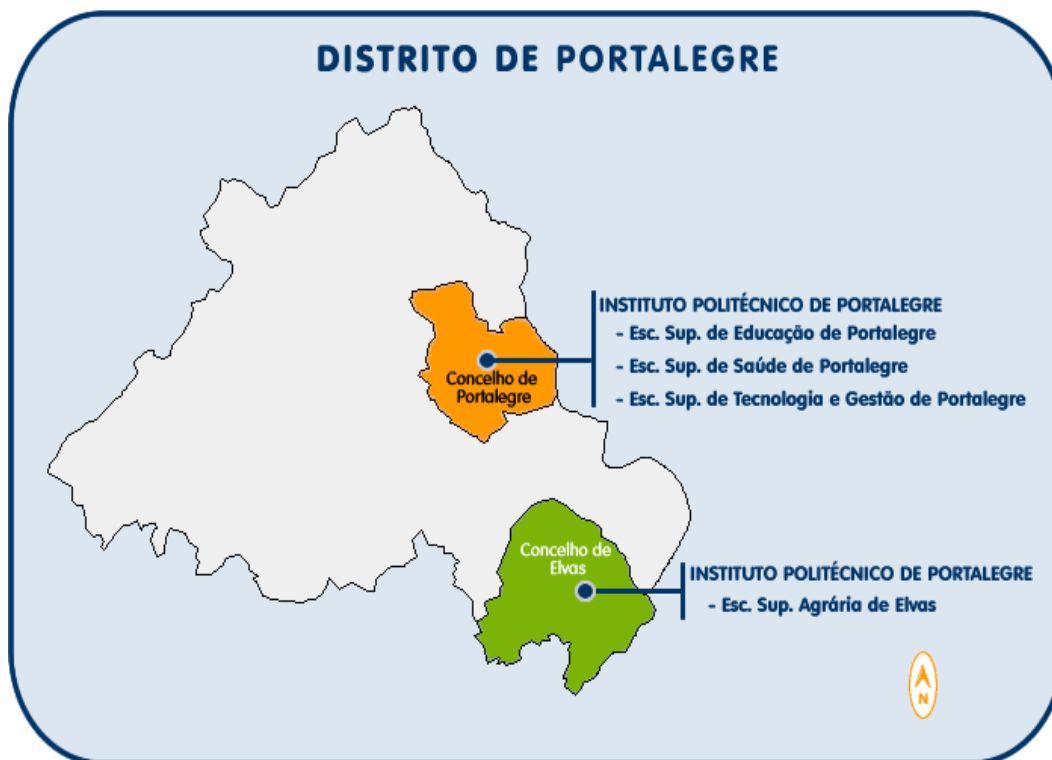 DISTRITO DE PORTALEGRE
INSTITUTO POLITÉCNICO DE PORTALEGRE
- Esc. Sup. de Educação de Portalegre
- Esc. Sup. de Saúde de Portalegre
- Esc. Sup. de Tecnologia e Gestão de Portalegre
Concelho de
Portalegre
Concelho de
Elvas
INSTITUTO POLITÉCNICO DE PORTALEGRE
- Esc. Sup. Agrária de Elvas
N